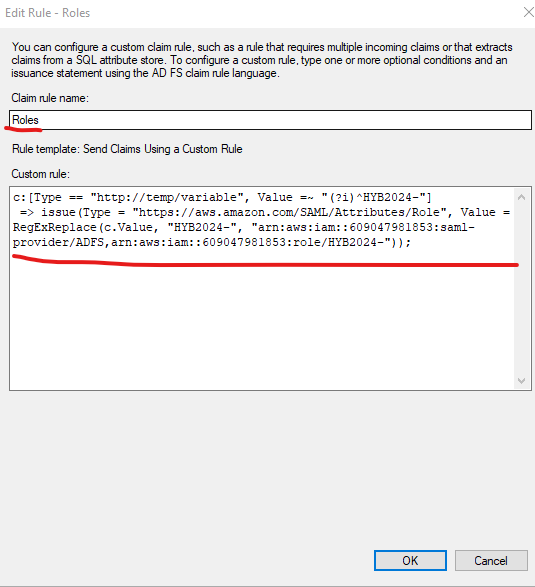 Edit Rule - Roles
You can configure a custom claim rule, such as a rule that requires multiple incoming claims or that extracts
claims from a SQL attribute store. To configure a custom rule, type one or more optional conditions and an
issuance statement using the AD FS claim rule language.
Claim rule name:
Roles
Rule template: Send Claims Using a Custom Rule
Custom rule:
c:[Type == "http://temp/variable", Value =~ "(?i)^HYB2024-"]
=> issue(Type = "https://aws.amazon.com/SAML/Attributes/Role", Value =
RegExReplace(c.Value, "HYB2024-", "arn:aws:iam::609047981853:saml-
provider/ADFS,arn:aws:iam::609047981853:role/HYB2024-"));
OK
Cancel